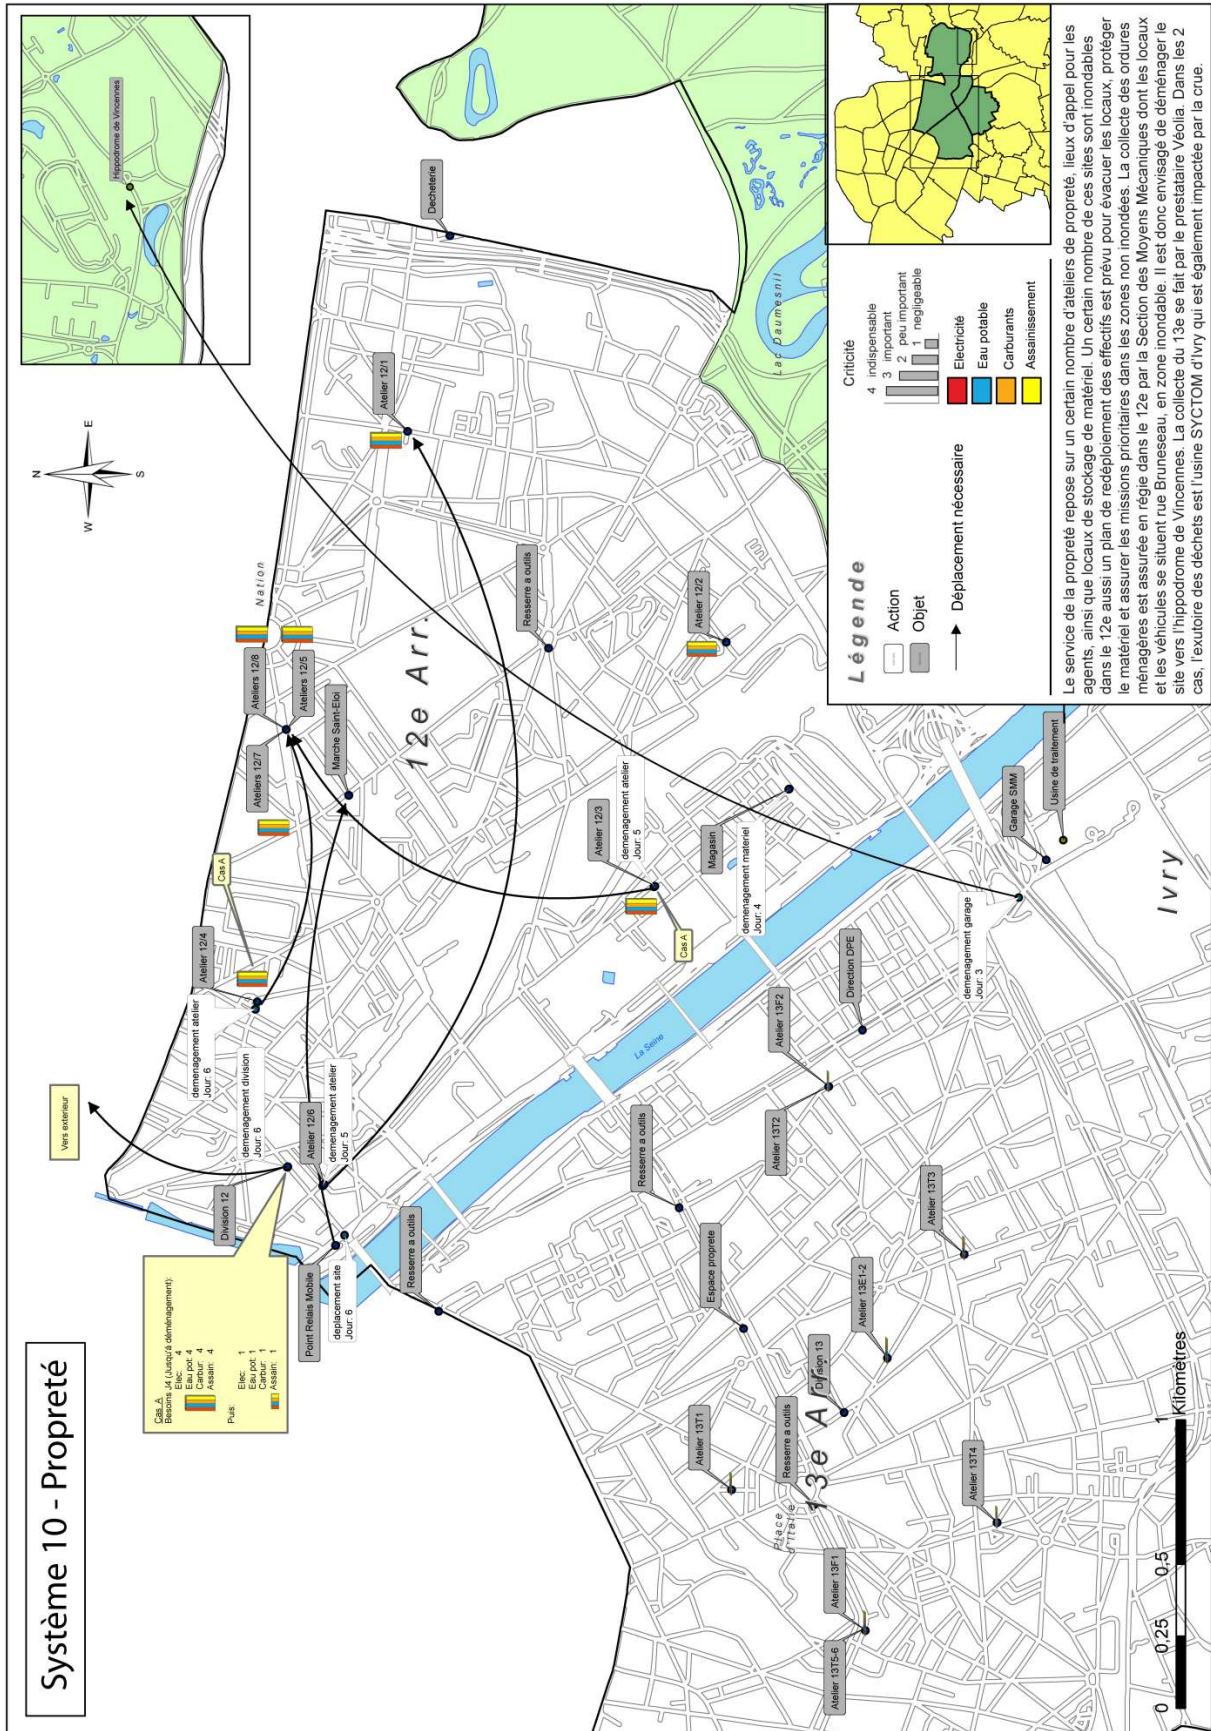 Système 10 - Propreté
Vers exterieur
N
W
E
S
Hippodrome de Vincennes
Cas A
Besoins J4 (Jusqu'à déménagement):
Elec: 4
Eau pot: 4
Carbur: 4
Assain: 4
Puis:
Elec: 1
Eau pot: 1
Carbur: 1
Assain: 1
Division 12
demenagement division
Jour: 6
demenagement atelier
Jour: 6
Atelier 12/4
Cas A
Ateliers 12/7
Ateliers 12/8
Ateliers 12/5
Nation
Marche Saint-Eloi
Atelier 12/1
Decheterie
12e Arr.
Point Relais Mobile
deplacement site
Jour: 6
Atelier 12/6
demenagement atelier
Jour: 5
Resserre a outils
Resserre a outils
Atelier 12/3
demenagement atelier
Jour: 5
Cas A
Atelier 12/2
Lac Daumesnil
La Seine
Magasin
demenagement materiel
Jour: 4
Resserre a outils
Espace proprete
Atelier 13T2
Atelier 13F2
Direction DPE
Atelier 13T1
Place
d'Italie
Resserre a outils
13e Arr.
Division 13
Atelier 13E1-2
Atelier 13T3
Atelier 13T4
Atelier 13F1
Atelier 13T5-6
demenagement garage
Jour: 3
Garage SMM
Usine de traitement
Ivry
0
0,25
0,5
1
Kilomètres
Légende
Action
Objet
Déplacement nécessaire
Criticité
4 indispensable
3 important
2 peu important
1 negligeable
Electricité
Eau potable
Carburants
Assainissement
Le service de la propreté repose sur un certain nombre d'ateliers de propreté, lieux d'appel pour les
agents, ainsi que locaux de stockage de matériel. Un certain nombre de ces sites sont inondables
dans le 12e aussi un plan de redéploiement des effectifs est prévu pour évacuer les locaux, protéger
le matériel et assurer les missions prioritaires dans les zones non inondées. La collecte des ordures
ménagères est assurée en régie dans le 12e par la Section des Moyens Mécaniques dont les locaux
et les véhicules se situent rue Bruneseau, en zone inondable. Il est donc envisagé de déménager le
site vers l'hippodrome de Vincennes. La collecte du 13e se fait par le prestataire Véolia. Dans les 2
cas, l'exutoire des déchets est l'usine SYCTOM d'Ivry qui est également impactée par la crue.